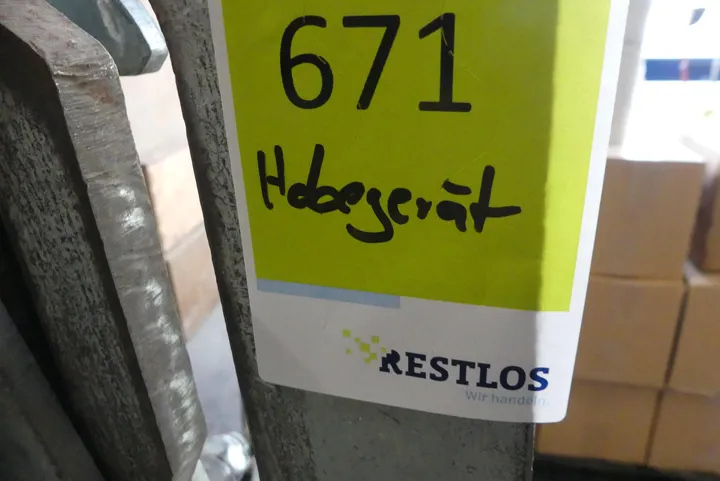 671
Hebegerät
RESTLOS
Wir handeln.